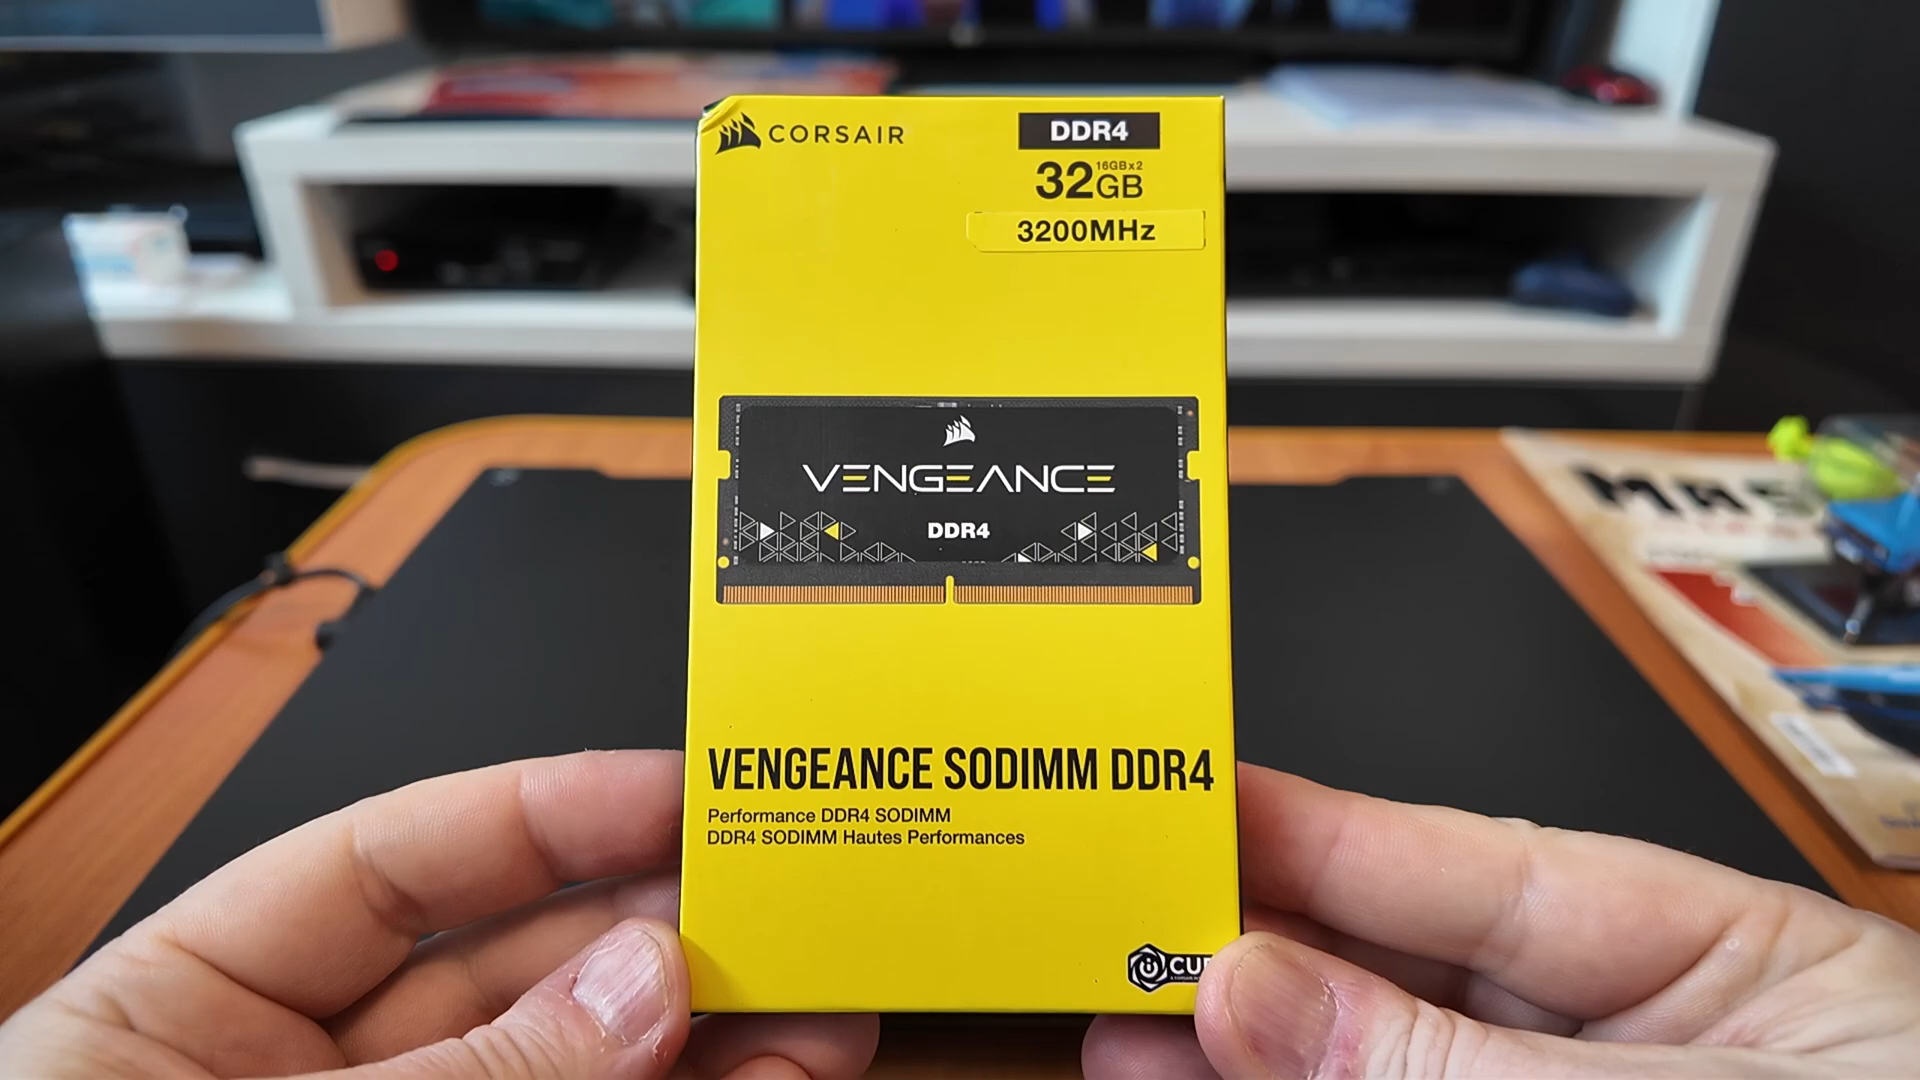 CORSAIR
DDR4
16GBx2
32GB
3200MHz
VENGEANCE
DDR4
VENGEANCE SODIMM DDR4
Performance DDR4 SODIMM
DDR4 SODIMM Hautes Performances